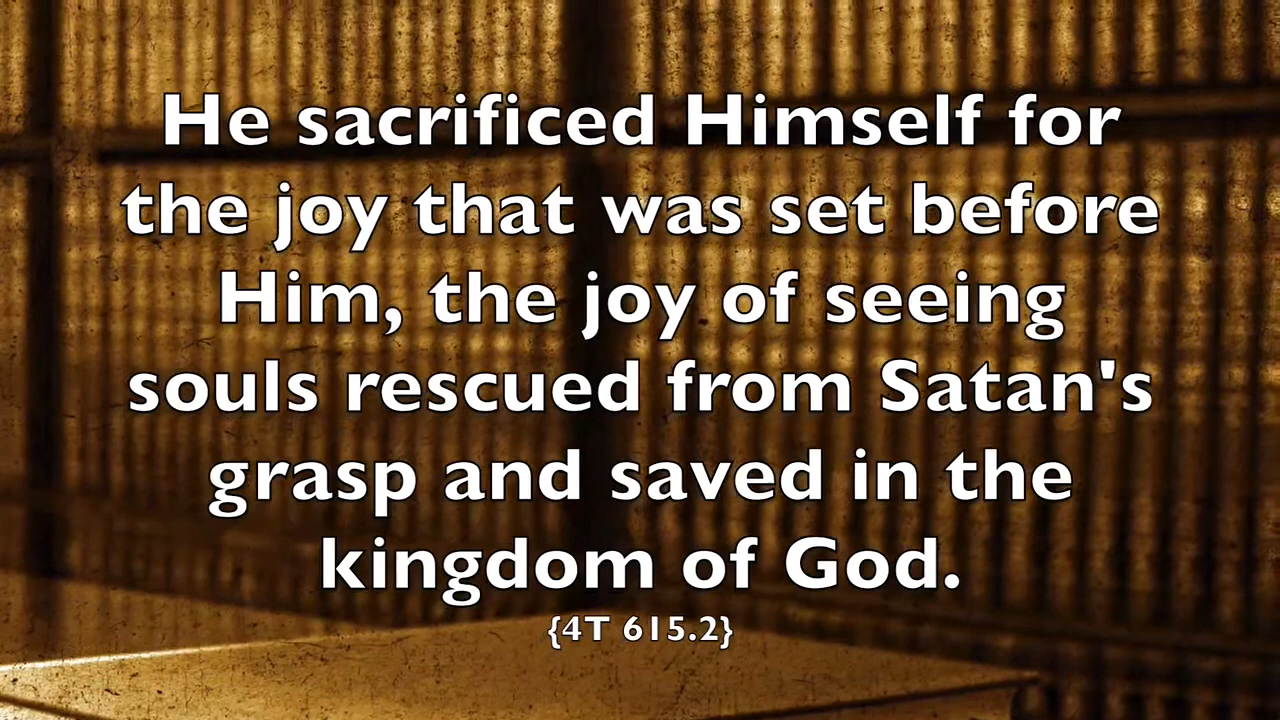 He sacrificed Himself for
the joy that was set before
Him, the joy of seeing
souls rescued from Satan's
grasp and saved in the
kingdom of God.
{4T 615.2}